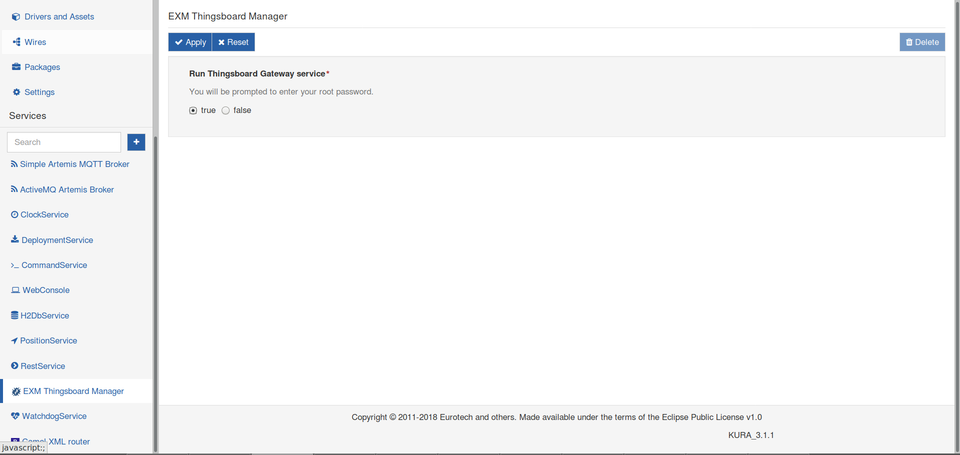 Drivers and Assets
Wires
Packages
Settings
Services
Search
Simple Artemis MQTT Broker
ActiveMQ Artemis Broker
ClockService
DeploymentService
CommandService
WebConsole
H2DbService
PositionService
RestService
EXM Thingsboard Manager
WatchdogService
Camel XML router
javascript:;
EXM Thingsboard Manager
Apply
Reset
Delete
Run Thingsboard Gateway service*
You will be prompted to enter your root password.
true false
Copyright © 2011-2018 Eurotech and others. Made available under the terms of the Eclipse Public License v1.0
KURA_3.1.1